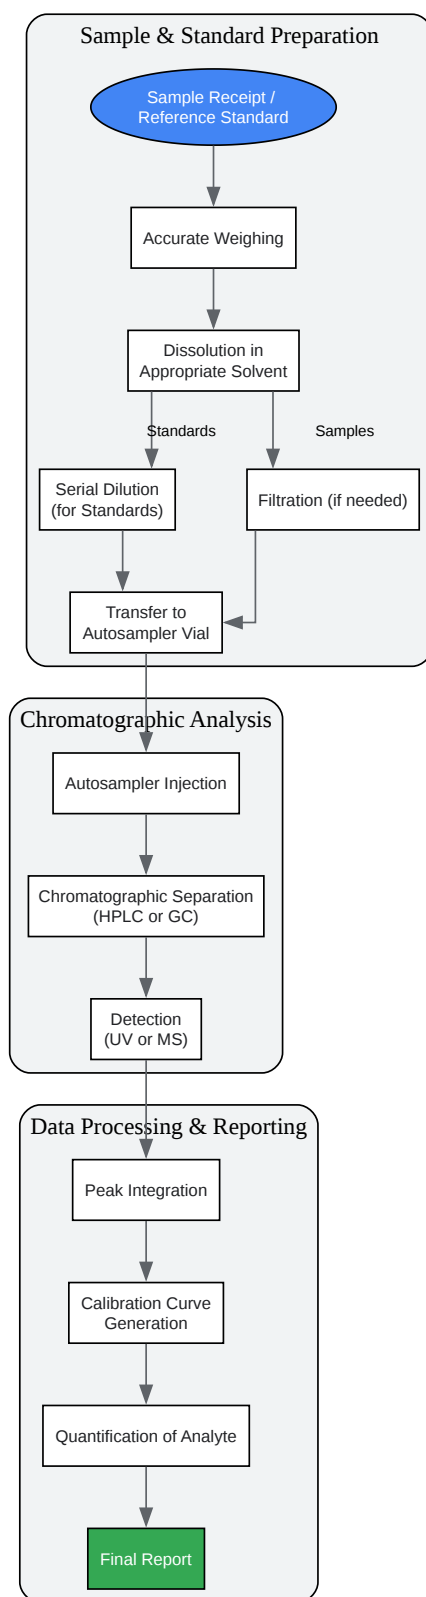 Sample & Standard Preparation
Sample Receipt /
Reference Standard
Accurate Weighing
Dissolution in
Appropriate Solvent
Standards
Samples
Serial Dilution
(for Standards)
Filtration (if needed)
Transfer to
Autosampler Vial
Chromatographic Analysis
Autosampler Injection
Chromatographic Separation
(HPLC or GC)
Detection
(UV or MS)
Data Processing & Reporting
Peak Integration
Calibration Curve
Generation
Quantification of Analyte
Final Report